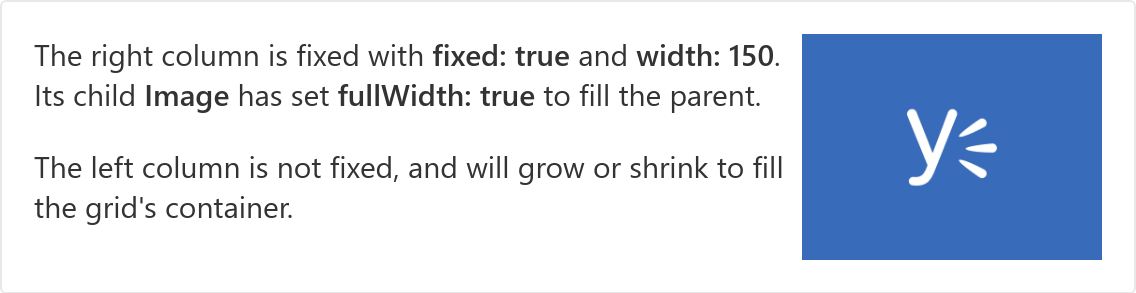 The right column is fixed with fixed: true and width: 150.
Its child Image has set fullWidth: true to fill the parent.
The left column is not fixed, and will grow or shrink to fill
the grid's container.
y